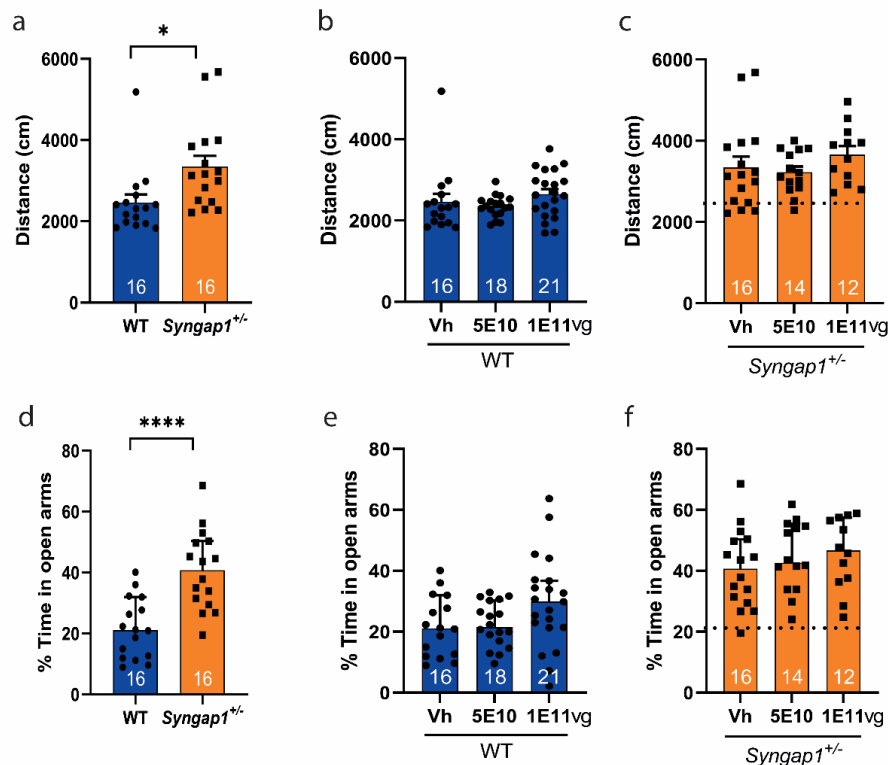 a
*
Distance (cm)
6000
4000
2000
0
16
16
WT
Syngap1+/-
b
Distance (cm)
6000
4000
2000
0
16
18
21
Vh
5E10
1E11vg
WT
c
Distance (cm)
6000
4000
2000
0
16
14
12
Vh
5E10
1E11vg
Syngap1+/-
d
****
% Time in open arms
80
60
40
20
0
16
16
WT
Syngap1+/-
e
% Time in open arms
80
60
40
20
0
16
18
21
Vh
5E10
1E11vg
WT
f
% Time in open arms
80
60
40
20
0
16
14
12
Vh
5E10
1E11vg
Syngap1+/-